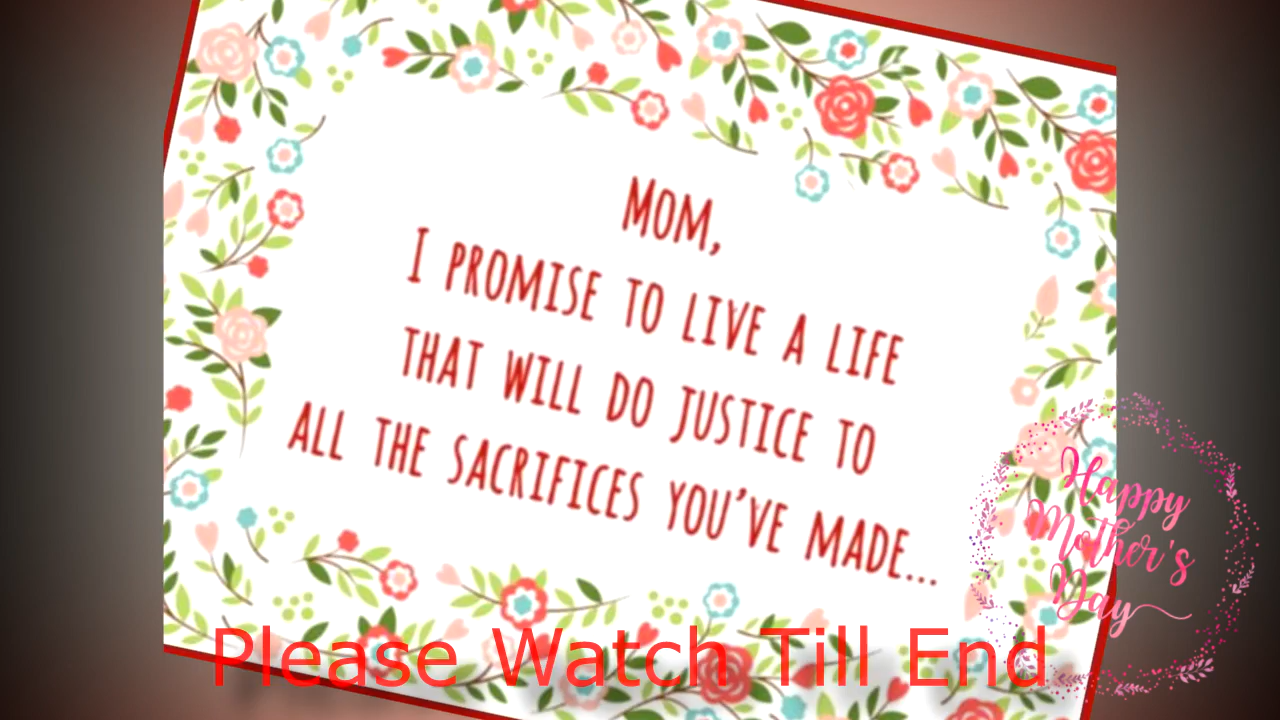 Mom,
I PROMISE TO LIVE A LIFE
THAT WILL DO JUSTICE TO
ALL THE SACRIFICES YOU'VE MADE...
Happy
Mother's
Day
Please Watch Till End